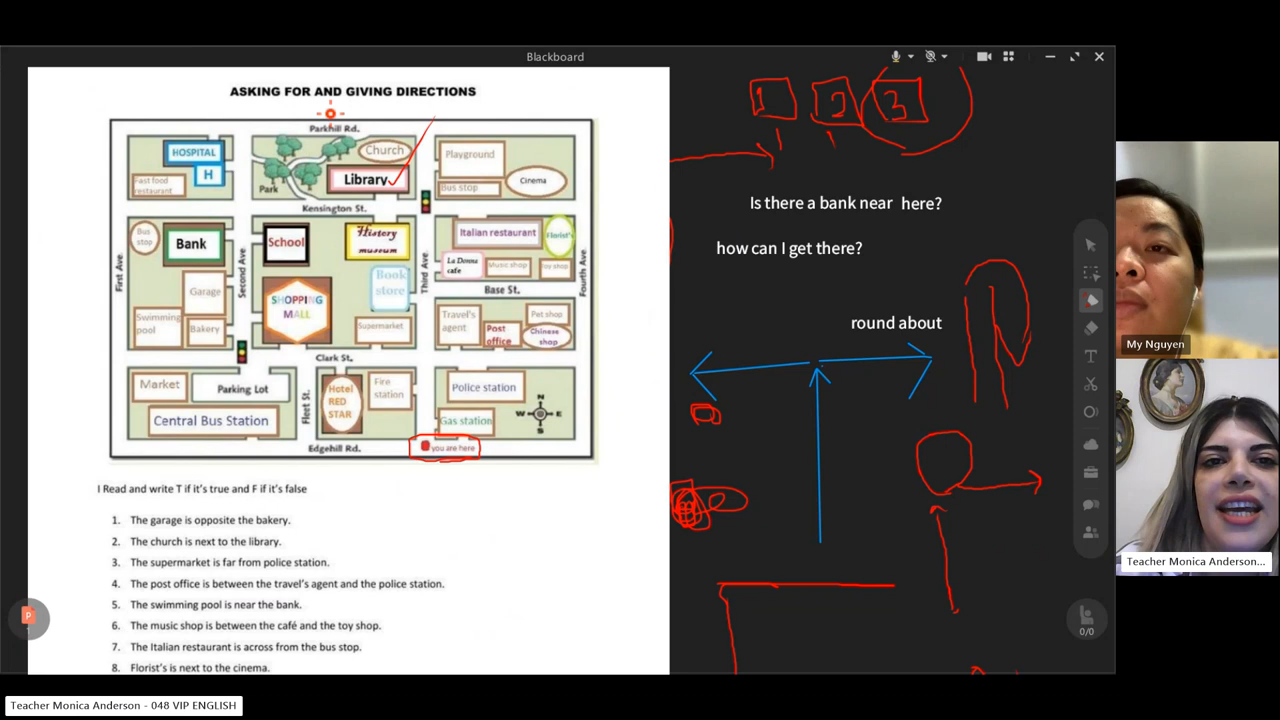 Blackboard
ASKING FOR AND GIVING DIRECTIONS
Parkhill Rd.
HOSPITAL
H
Fast food
restaurant
Park
Church
Library
Playground
Bus stop
Cinema
Kensington St.
Bus
stop
Bank
School
History
museum
Italian restaurant
Florist's
La Donna
cafe
Music shop
Toy shop
First Ave.
Second Ave.
Third Ave.
Fourth Ave.
Garage
Swimming
pool
Bakery
SHOPPING
MALL
Book
store
Supermarket
Base St.
Travel's
agent
Post
office
Pet shop
Chinese
shop
Clark St.
Market
Parking Lot
Central Bus Station
Fleet St.
Hotel
RED
STAR
Fire
station
Police station
Gas station
N
W
E
S
Edgehill Rd.
you are here
I Read and write T if it's true and F if it's false
1. The garage is opposite the bakery.
2. The church is next to the library.
3. The supermarket is far from police station.
4. The post office is between the travel's agent and the police station.
5. The swimming pool is near the bank.
6. The music shop is between the café and the toy shop.
7. The Italian restaurant is across from the bus stop.
8. Florist's is next to the cinema.
1 2 3
Is there a bank near here?
how can I get there?
round about
T
P
0/0
My Nguyen
Teacher Monica Anderson...
Teacher Monica Anderson - 048 VIP ENGLISH